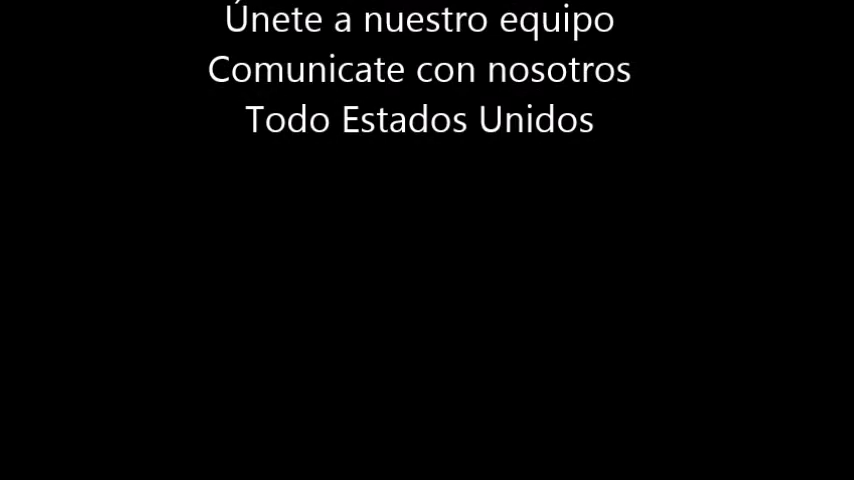 Únete a nuestro equipo
Comunicate con nosotros
Todo Estados Unidos